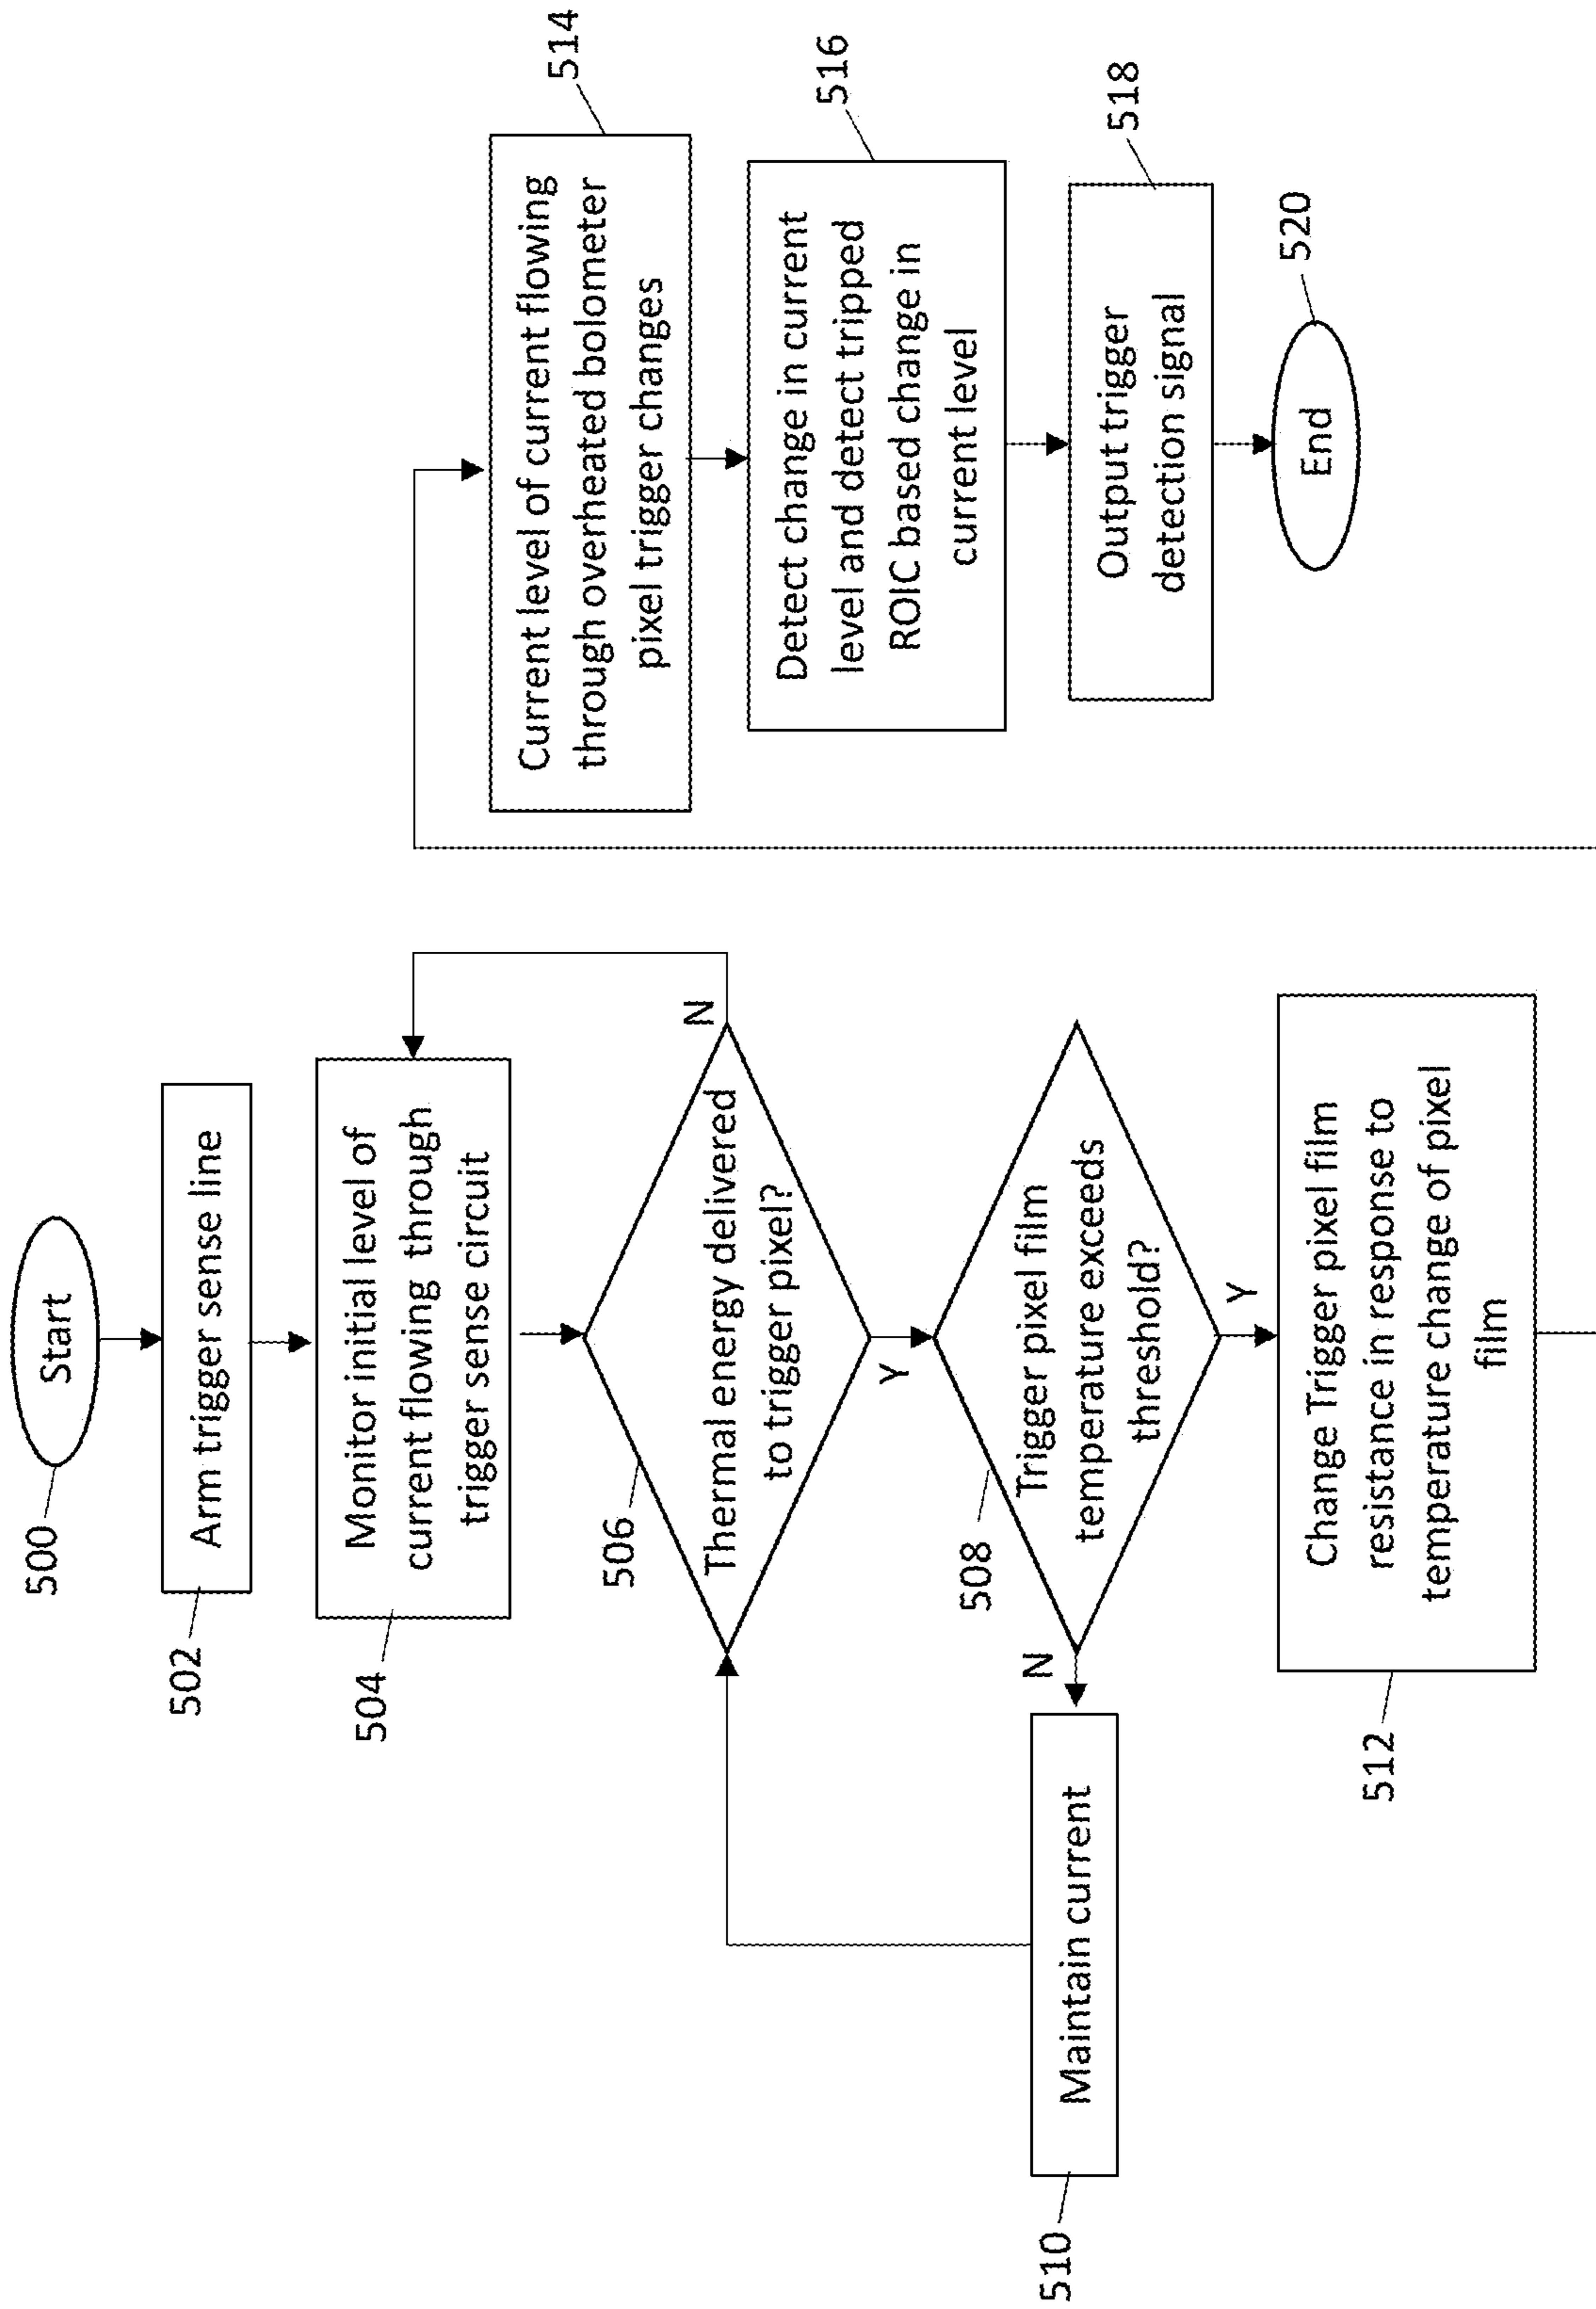 500
Start
502
Arm trigger sense line
504
Monitor initial level of
current flowing through
trigger sense circuit
506
Thermal energy delivered
to trigger pixel?
N
Y
508
Trigger pixel film
temperature exceeds
threshold?
N
Y
510
Maintain current
512
Change Trigger pixel film
resistance in response to
temperature change of pixel
film
514
Current level of current flowing
through overheated bolometer
pixel trigger changes
516
Detect change in current
level and detect tripped
ROIC based change in
current level
518
Output trigger
detection signal
520
End